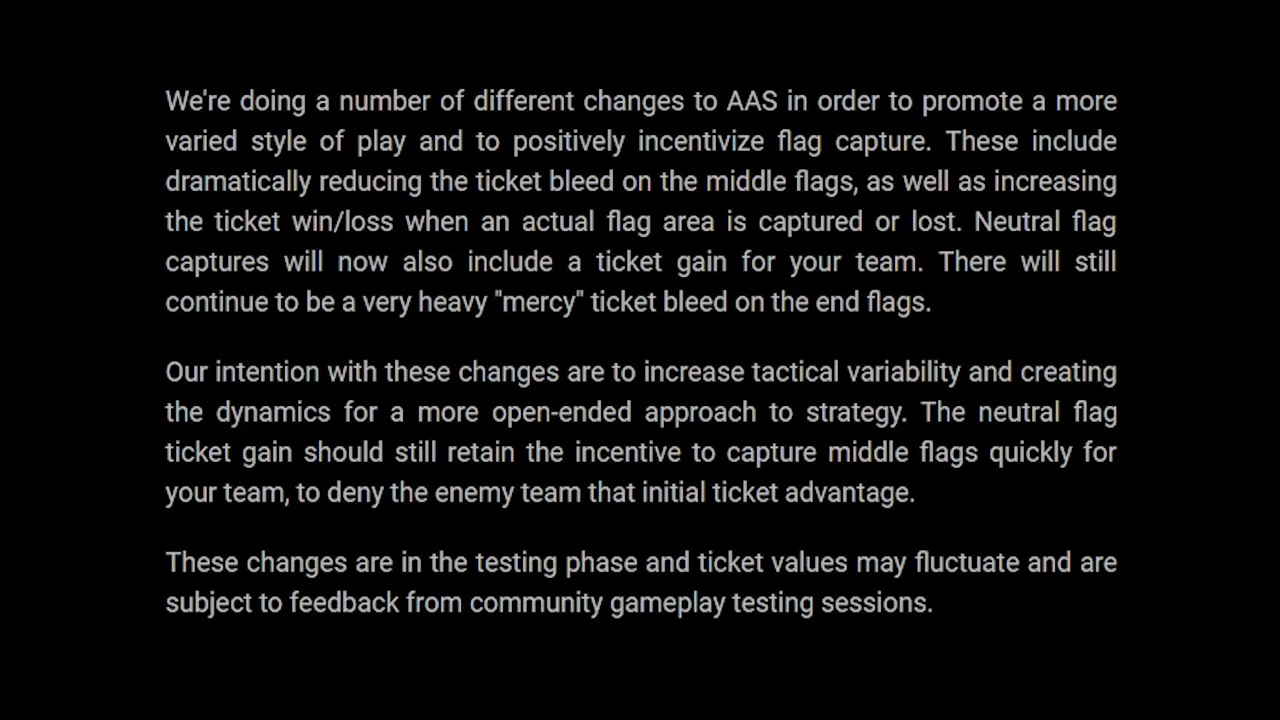 We're doing a number of different changes to AAS in order to promote a more
varied style of play and to positively incentivize flag capture. These include
dramatically reducing the ticket bleed on the middle flags, as well as increasing
the ticket win/loss when an actual flag area is captured or lost. Neutral flag
captures will now also include a ticket gain for your team. There will still
continue to be a very heavy "mercy" ticket bleed on the end flags.
Our intention with these changes are to increase tactical variability and creating
the dynamics for a more open-ended approach to strategy. The neutral flag
ticket gain should still retain the incentive to capture middle flags quickly for
your team, to deny the enemy team that initial ticket advantage.
These changes are in the testing phase and ticket values may fluctuate and are
subject to feedback from community gameplay testing sessions.